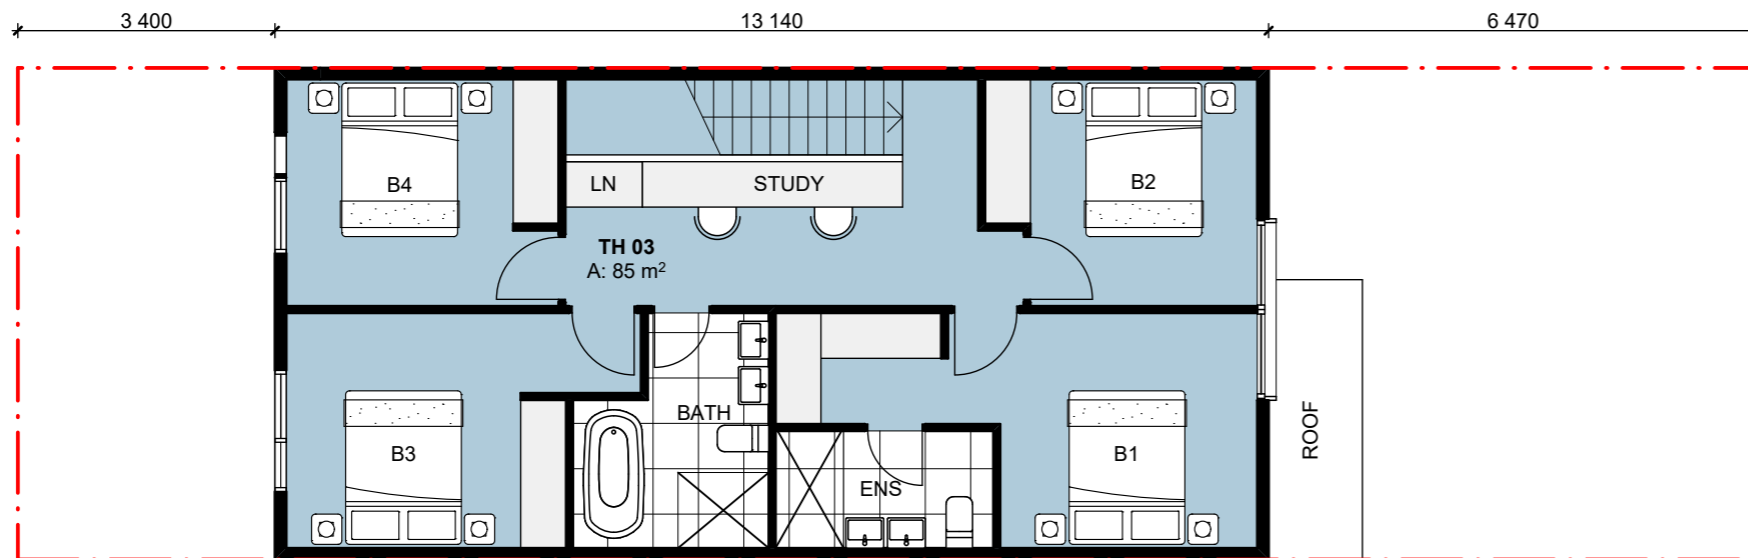 3 400
13 140
6 470
B4
LN
STUDY
B2
TH 03
A: 85 m²
BATH
B3
ENS
B1
ROOF